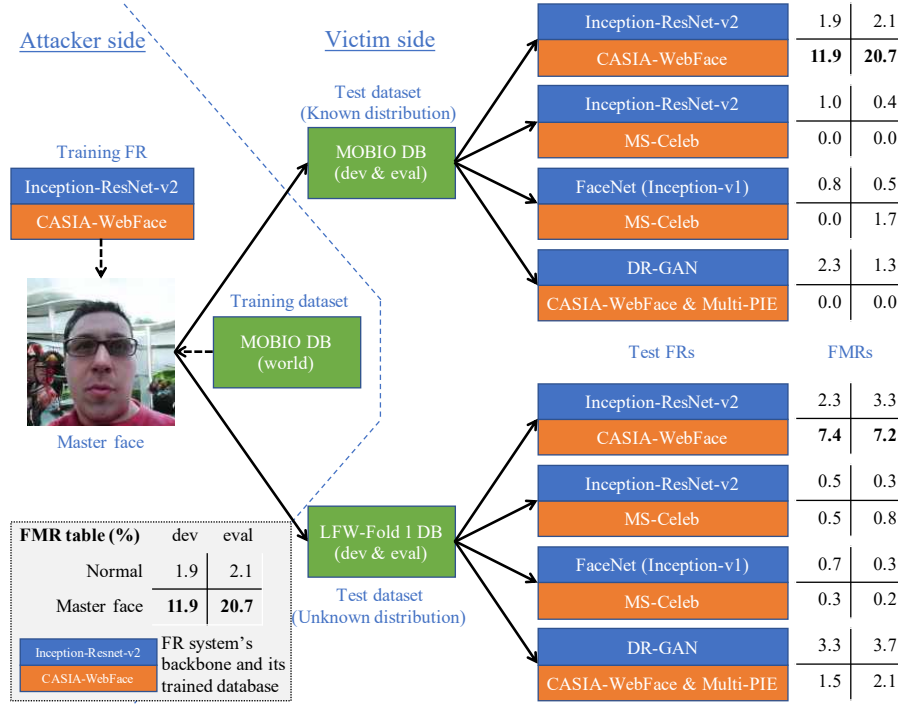 Attacker side
Victim side
Test dataset
(Known distribution)
MOBIO DB
(dev & eval)
Training FR
Inception-ResNet-v2
CASIA-WebFace
Master face
Training dataset
MOBIO DB
(world)
Inception-ResNet-v2
CASIA-WebFace
1.9 2.1
11.9 20.7
Inception-ResNet-v2
MS-Celeb
1.0 0.4
0.0 0.0
FaceNet (Inception-v1)
MS-Celeb
0.8 0.5
0.0 1.7
DR-GAN
CASIA-WebFace & Multi-PIE
2.3 1.3
0.0 0.0
Test FRs
FMRs
Inception-ResNet-v2
CASIA-WebFace
2.3 3.3
7.4 7.2
Inception-ResNet-v2
MS-Celeb
0.5 0.3
0.5 0.8
FaceNet (Inception-v1)
MS-Celeb
0.7 0.3
0.3 0.2
DR-GAN
CASIA-WebFace & Multi-PIE
3.3 3.7
1.5 2.1
LFW-Fold 1 DB
(dev & eval)
Test dataset
(Unknown distribution)
FMR table (%) dev eval
Normal 1.9 2.1
Master face 11.9 20.7
Inception-Resnet-v2
CASIA-WebFace
FR system's
backbone and its
trained database